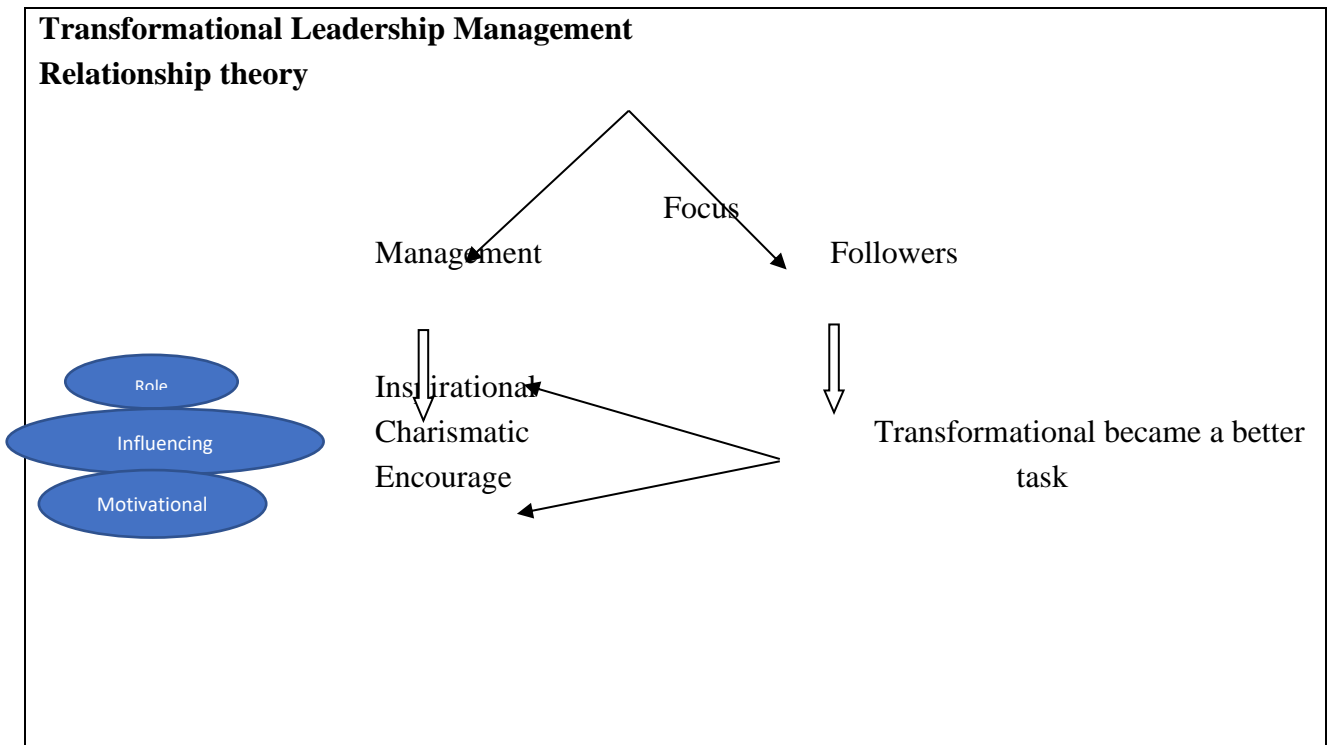 Transformational Leadership Management
Relationship theory
Focus
Management Followers
Role
Inspirational
Influencing
Charismatic Transformational became a better
Encourage task
Motivational